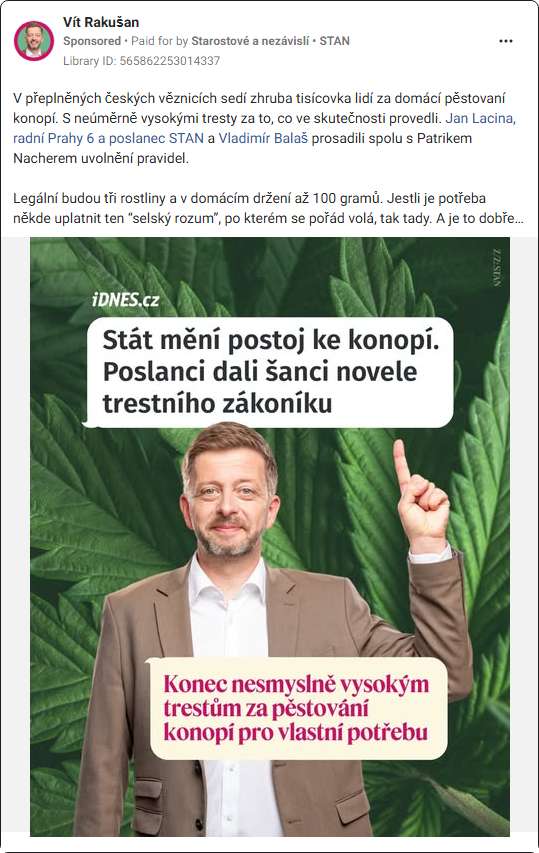 Vít Rakušan
Sponsored • Paid for by Starostové a nezávislí • STAN
Library ID: 565862253014337
V přeplněných českých věznicích sedí zhruba tisícovka lidí za domácí pěstovaní
konopí. S neúměrně vysokými tresty za to, co ve skutečnosti provedli. Jan Lacina,
radní Prahy 6 a poslanec STAN a Vladimír Balaš prosadili spolu s Patrikem
Nacherem uvolnění pravidel.
Legální budou tři rostliny a v domácím držení až 100 gramů. Jestli je potřeba
někde uplatnit ten “selský rozum”, po kterém se pořád volá, tak tady. A je to dobře…
Z/Z:STAN
iDNES.cz
Stát mění postoj ke konopí.
Poslanci dali šanci novele
trestního zákoníku
Konec nesmyslně vysokým
trestům za pěstování
konopí pro vlastní potřebu